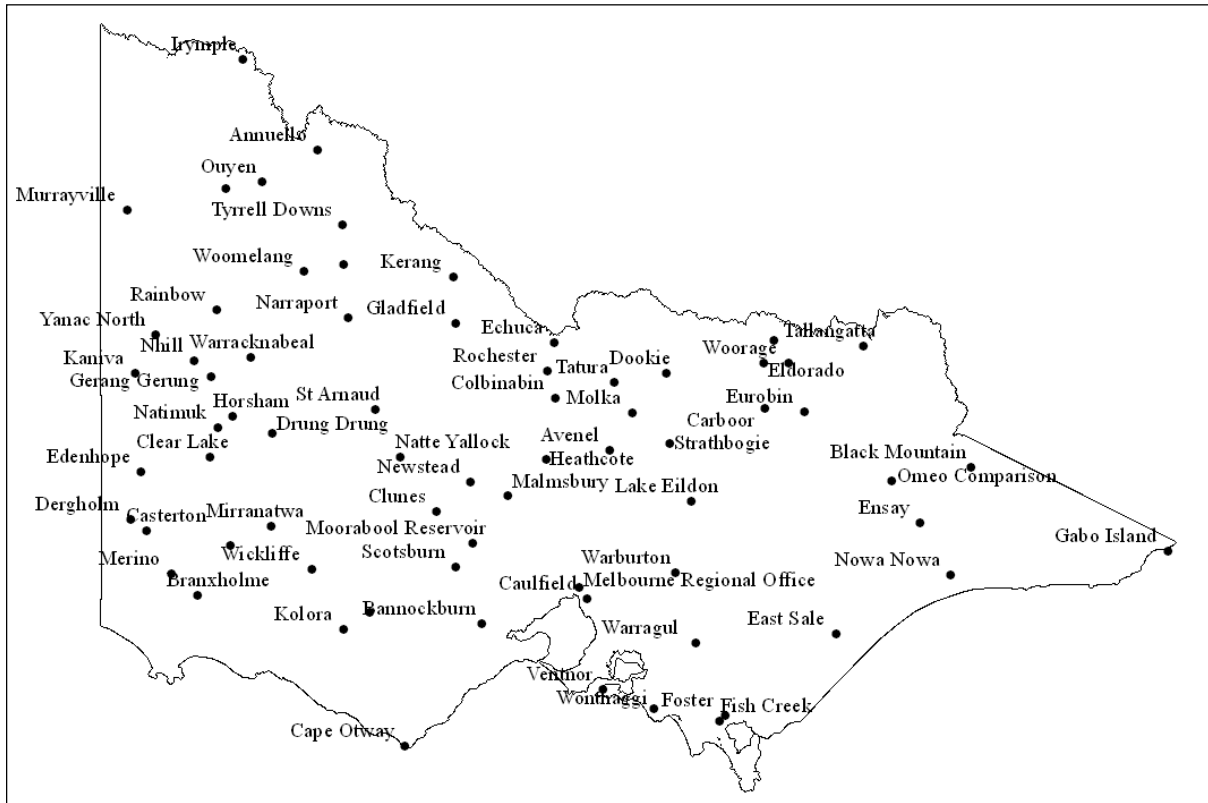 Irymple
Annuello
Ouyen
Murrayville
Tyrrell Downs
Woomelang
Kerang
Rainbow
Narraport
Gladfield
Yanac North
Echuca
Tallangatta
Nhill
Warracknabeal
Woorage
Kaniva
Rochester
Tatura
Dookie
Eldorado
Gerang Gerung
Colbinabin
Horsham
St Arnaud
Molka
Eurobin
Natimuk
Drung Drung
Carboor
Clear Lake
Natte Yallock
Avenel
Strathbogie
Edenhope
Newstead
Heathcote
Black Mountain
Malmsbury
Lake Eildon
Omeo Comparison
Dergholm
Casterton
Mirranatwa
Clunes
Ensay
Moorabool Reservoir
Gabo Island
Merino
Wickliffe
Scotsburn
Warburton
Nowa Nowa
Branxholme
Caulfield
Melbourne Regional Office
Kolora
Bannockburn
Warragul
East Sale
Ventnor
Wonthaggi
Foster
Fish Creek
Cape Otway